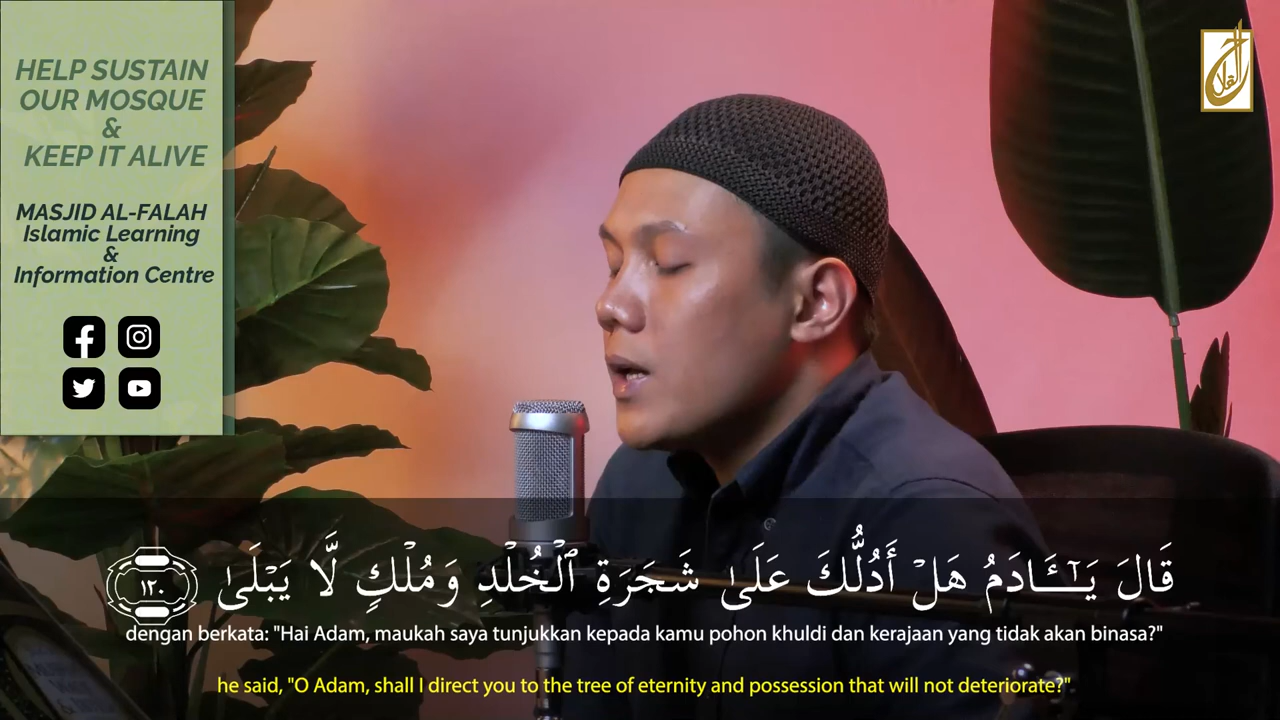 HELP SUSTAIN
OUR MOSQUE
&
KEEP IT ALIVE
MASJID AL-FALAH
Islamic Learning
&
Information Centre
قَالَ يَـٰٓـَٔادَمُ هَلْ أَدُلُّكَ عَلَىٰ شَجَرَةِ ٱلْخُلْدِ وَمُلْكٍ لَّا يَبْلَىٰ ١٢٠
dengan berkata: "Hai Adam, maukah saya tunjukkan kepada kamu pohon khuldi dan kerajaan yang tidak akan binasa?"
he said, "O Adam, shall I direct you to the tree of eternity and possession that will not deteriorate?"